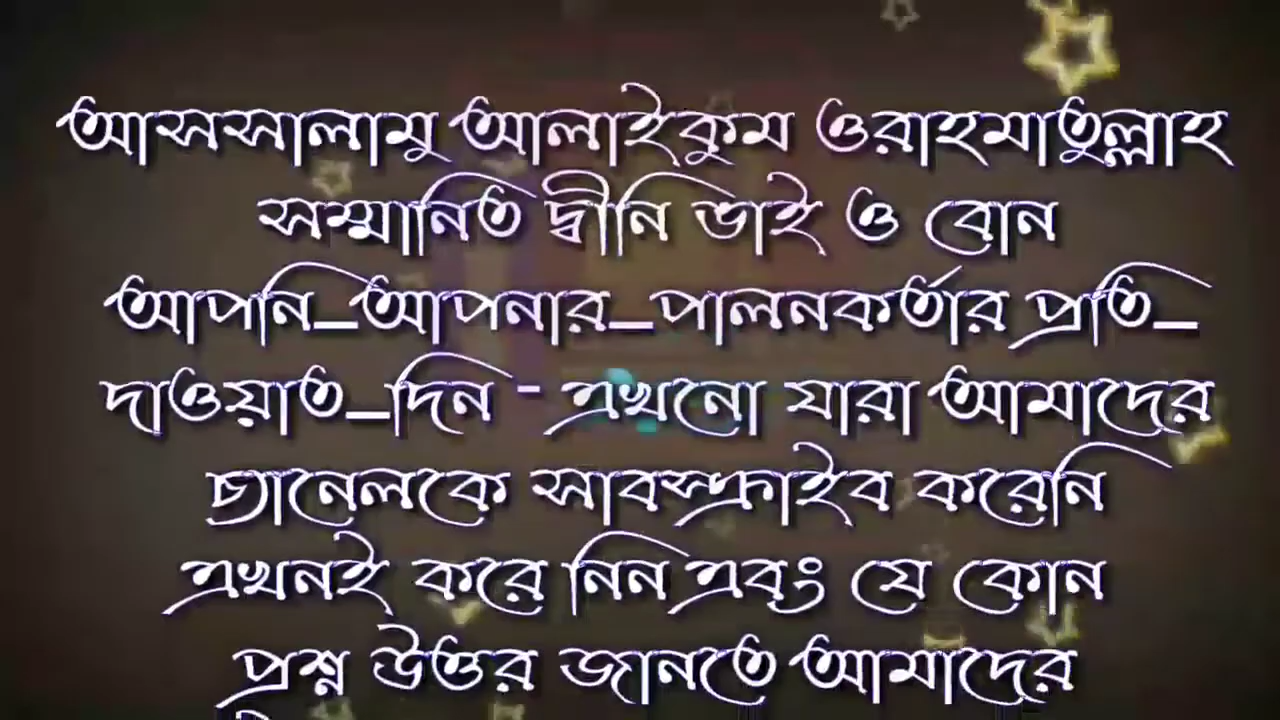 আসসালামু আলাইকুম ওরাহমাতুল্লাহ
সম্মানিত দ্বীনি ভাই ও বোন
আপনি_আপনার_পালনকর্তার প্রতি_
দাওয়াত_দিন - এখনো যারা আমাদের
চ্যানেলকে সাবস্ক্রাইব করেনি
এখনই করে নিন এবং যে কোন
প্রশ্ন উত্তর জানতে আমাদের